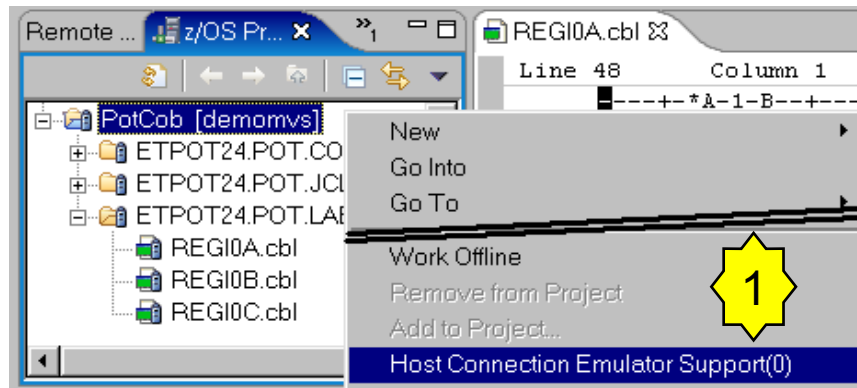 Remote ... z/OS Pr... »1 REGI0A.cbl
Line 48 Column 1
----+-*A-1-B--+---
PotCob [demomvs]
ETPOT24.POT.CO
ETPOT24.POT.JCL
ETPOT24.POT.LAB
REGI0A.cbl
REGI0B.cbl
REGI0C.cbl
New
Go Into
Go To
Work Offline
Remove from Project
Add to Project...
Host Connection Emulator Support(0)
1